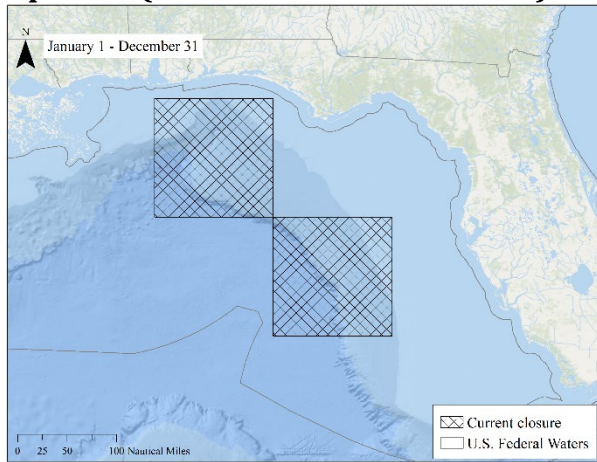 N
January 1 - December 31
Current closure
U.S. Federal Waters
0 25 50 100 Nautical Miles